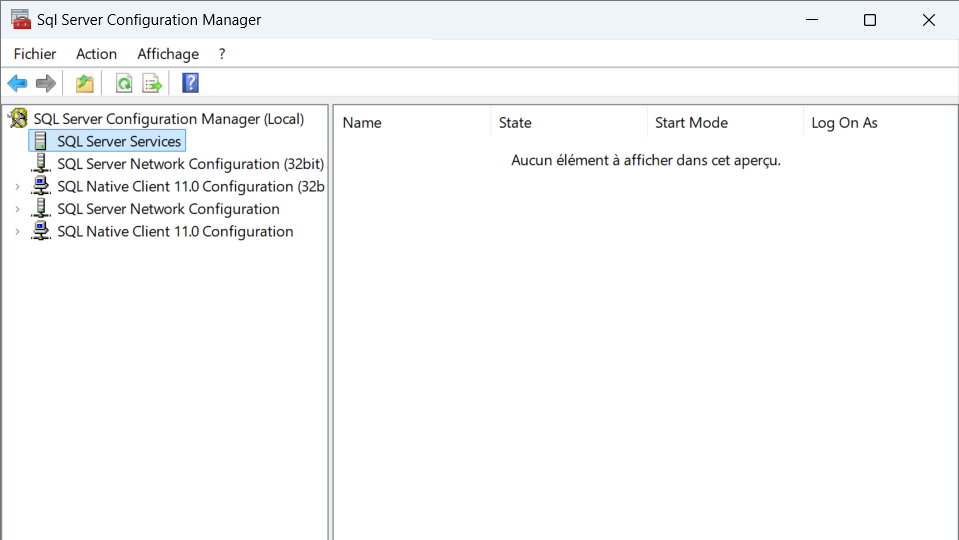 Sql Server Configuration Manager
Fichier Action Affichage ?
SQL Server Configuration Manager (Local)
SQL Server Services
SQL Server Network Configuration (32bit)
SQL Native Client 11.0 Configuration (32b
SQL Server Network Configuration
SQL Native Client 11.0 Configuration
Name State Start Mode Log On As
Aucun élément à afficher dans cet aperçu.